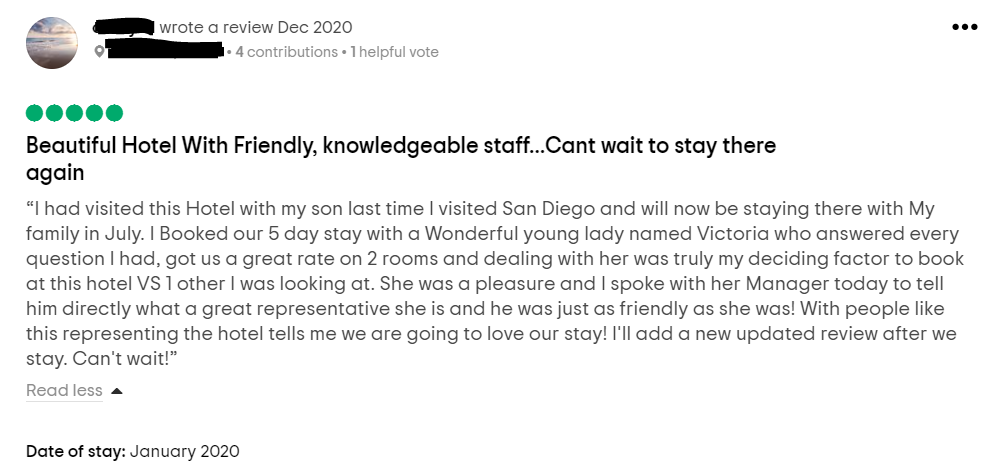 wrote a review Dec 2020
• 4 contributions • 1 helpful vote
Beautiful Hotel With Friendly, knowledgeable staff...Cant wait to stay there
again
“I had visited this Hotel with my son last time I visited San Diego and will now be staying there with My
family in July. I Booked our 5 day stay with a Wonderful young lady named Victoria who answered every
question I had, got us a great rate on 2 rooms and dealing with her was truly my deciding factor to book
at this hotel VS 1 other I was looking at. She was a pleasure and I spoke with her Manager today to tell
him directly what a great representative she is and he was just as friendly as she was! With people like
this representing the hotel tells me we are going to love our stay! I'll add a new updated review after we
stay. Can't wait!”
Read less
Date of stay: January 2020